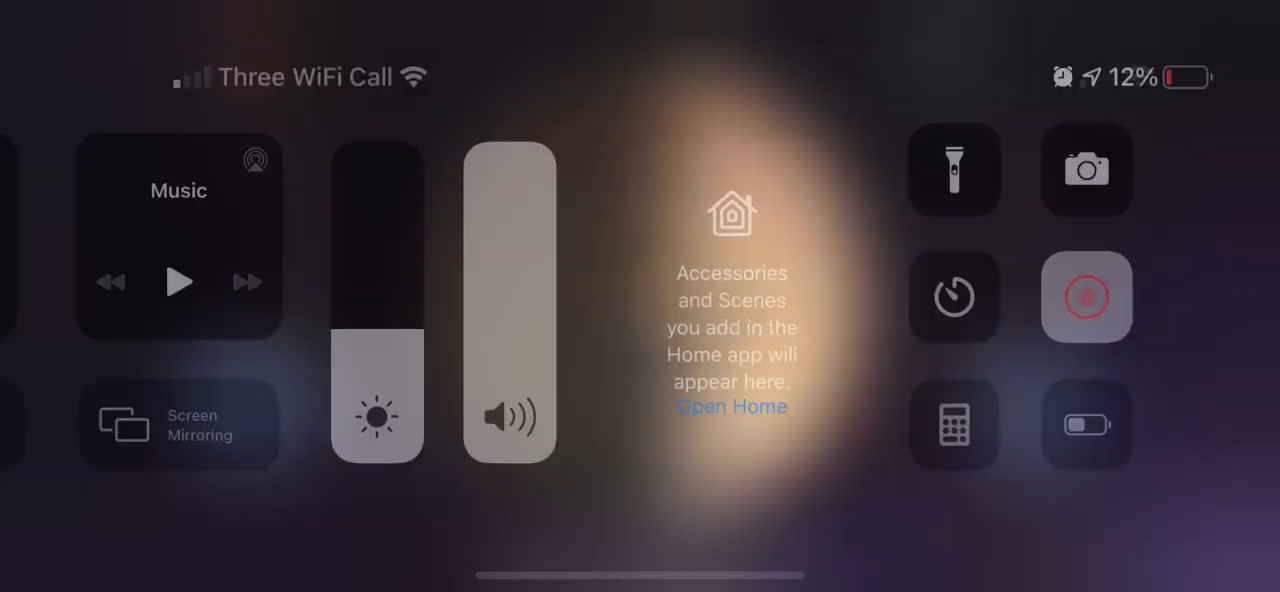 Three WiFi Call
12%
Music
Screen
Mirroring
Accessories
and Scenes
you add in the
Home app will
appear here.
Open Home